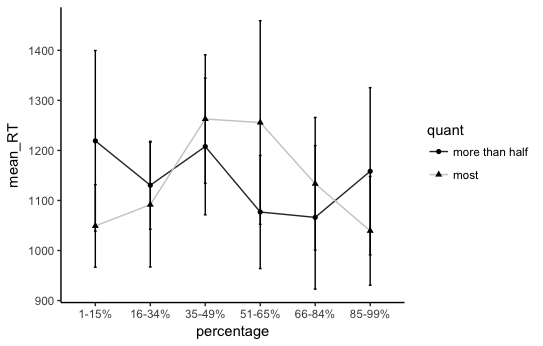 mean_RT
1400
1300
1200
1100
1000
900
1-15% 16-34% 35-49% 51-65% 66-84% 85-99%
percentage
quant
more than half
most